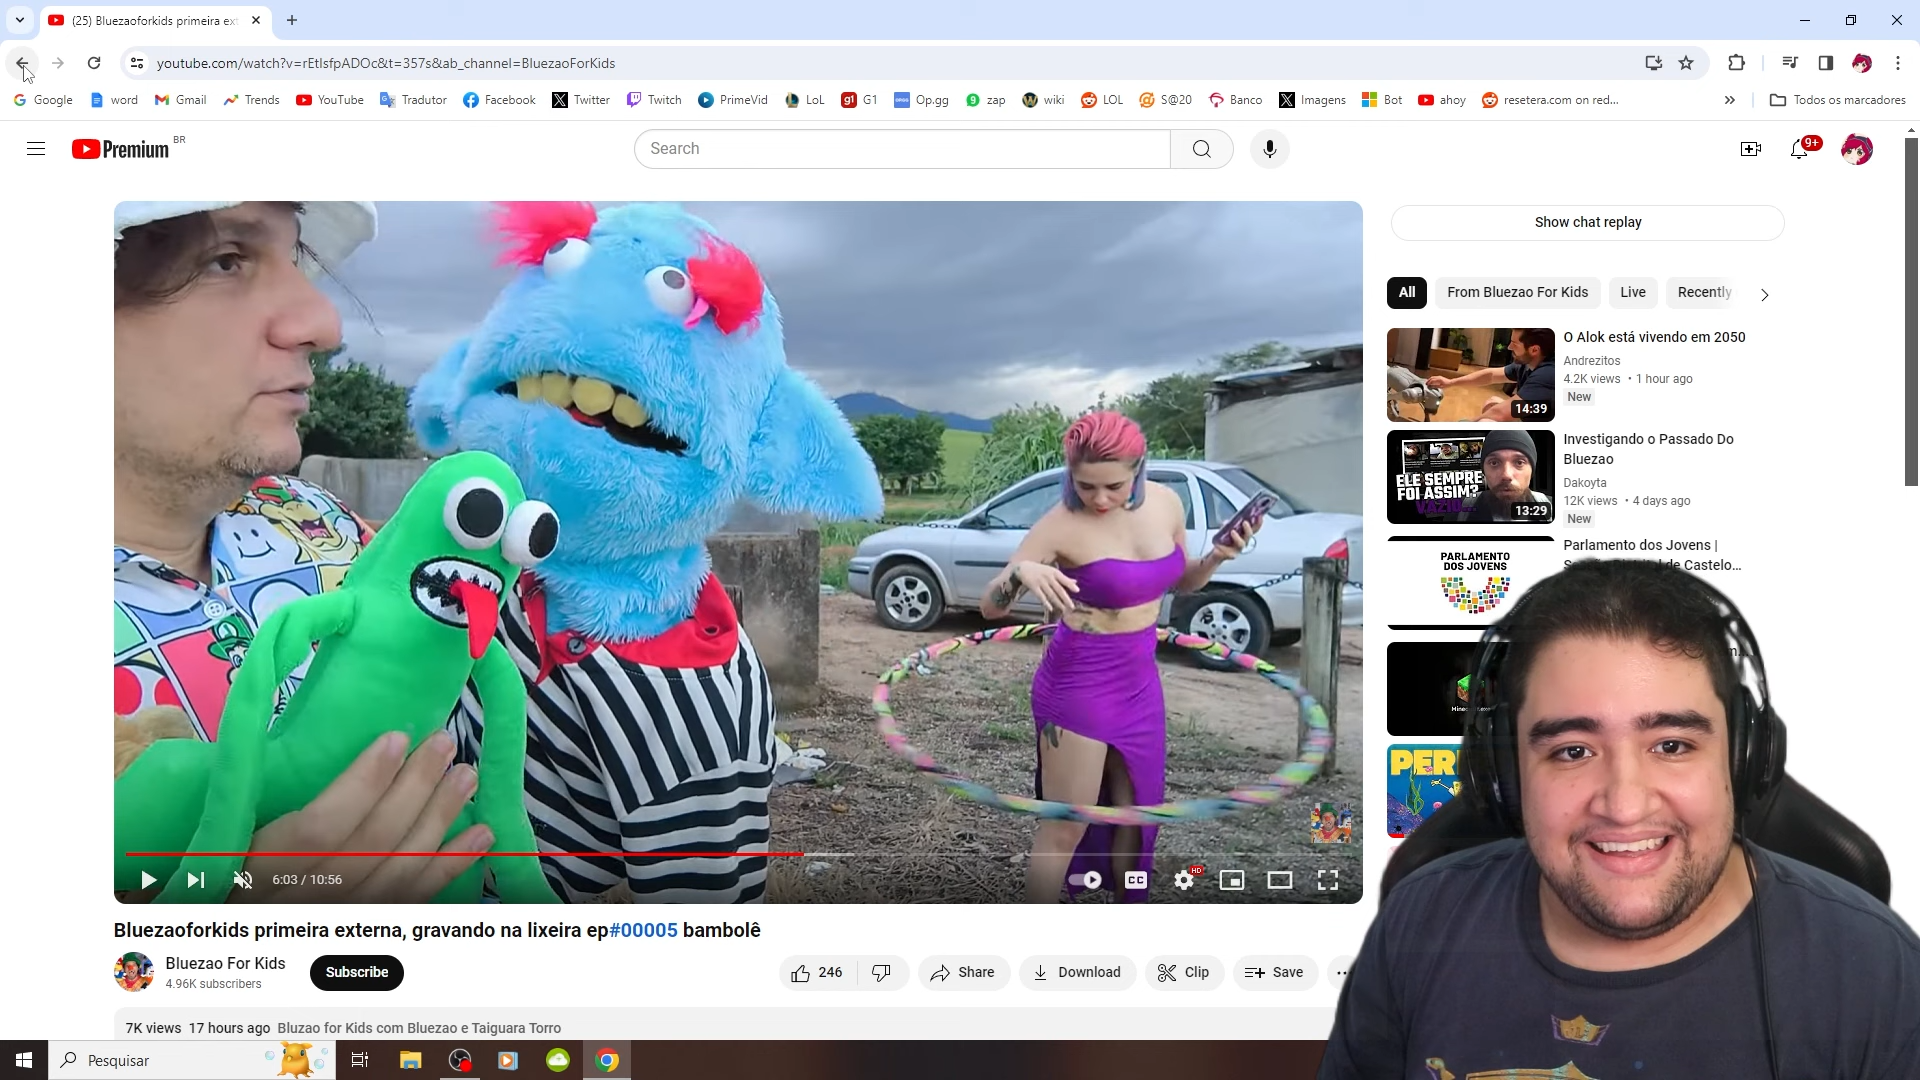 (25) Bluezaoforkids primeira ex
youtube.com/watch?v=rEtlsfpADOc&t=357s&ab_channel=BluezaoForKids
Google word Gmail Trends YouTube Tradutor Facebook Twitter Twitch PrimeVid LoL G1 Op.gg zap wiki LOL S@20 Banco Imagens Bot ahoy resetera.com on red... » Todos os marcadores
Premium BR
Search
9+
Show chat replay
All From Bluezao For Kids Live Recently
O Alok está vivendo em 2050
Andrezitos
4.2K views • 1 hour ago
New
14:39
Investigando o Passado Do
Bluezao
Dakoyta
12K views • 4 days ago
New
ELE SEMPRE
FOI ASSIM?
13:29
Parlamento dos Jovens |
de Castelo...
PARLAMENTO
DOS JOVENS
PER
6:03 / 10:56
CC
HD
Bluezaoforkids primeira externa, gravando na lixeira ep#00005 bambolê
Bluezao For Kids
4.96K subscribers
Subscribe
246
Share
Download
Clip
Save
7K views 17 hours ago Bluzao for Kids com Bluezao e Taiguara Torro
Pesquisar